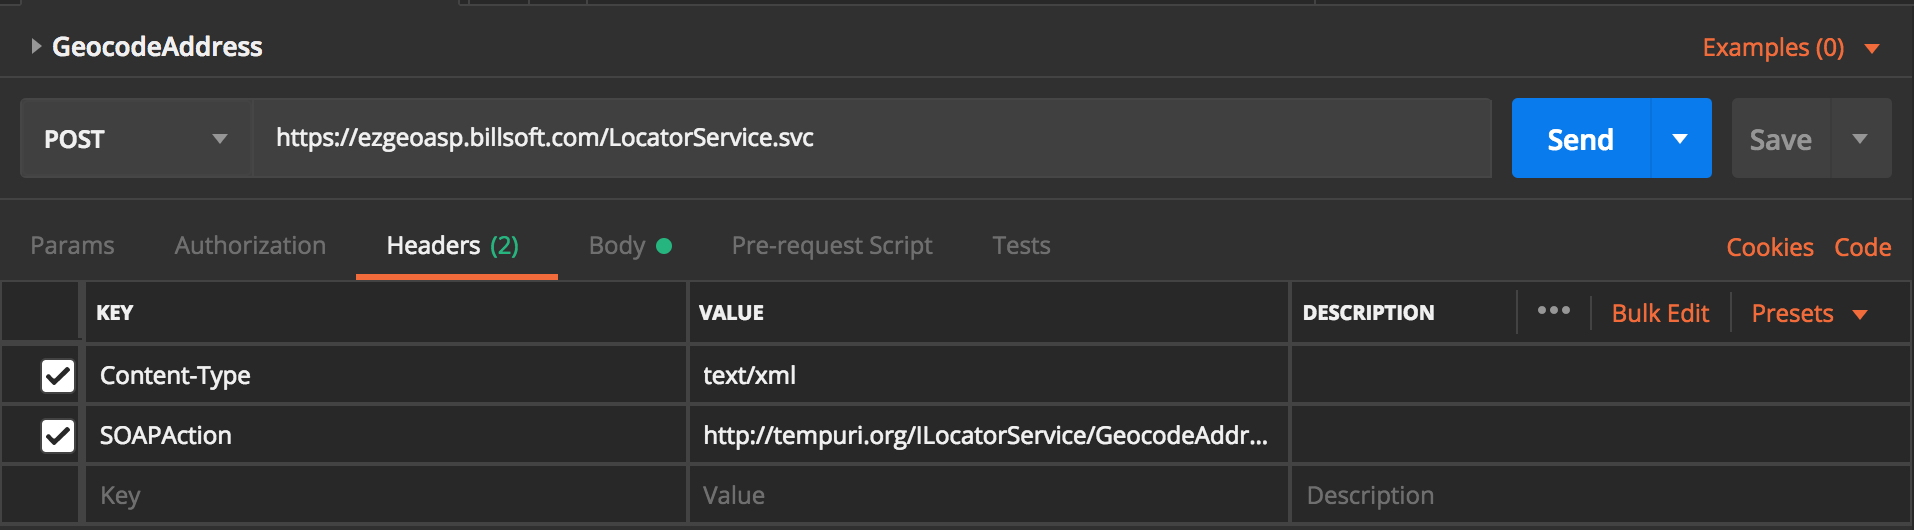 GeocodeAddress
Examples (0)
POST
https://ezgeoasp.billsoft.com/LocatorService.svc
Send
Save
Params Authorization Headers (2) Body Pre-request Script Tests Cookies Code
KEY VALUE DESCRIPTION ••• Bulk Edit Presets
Content-Type text/xml
SOAPAction http://tempuri.org/ILocatorService/GeocodeAddr...
Key Value Description